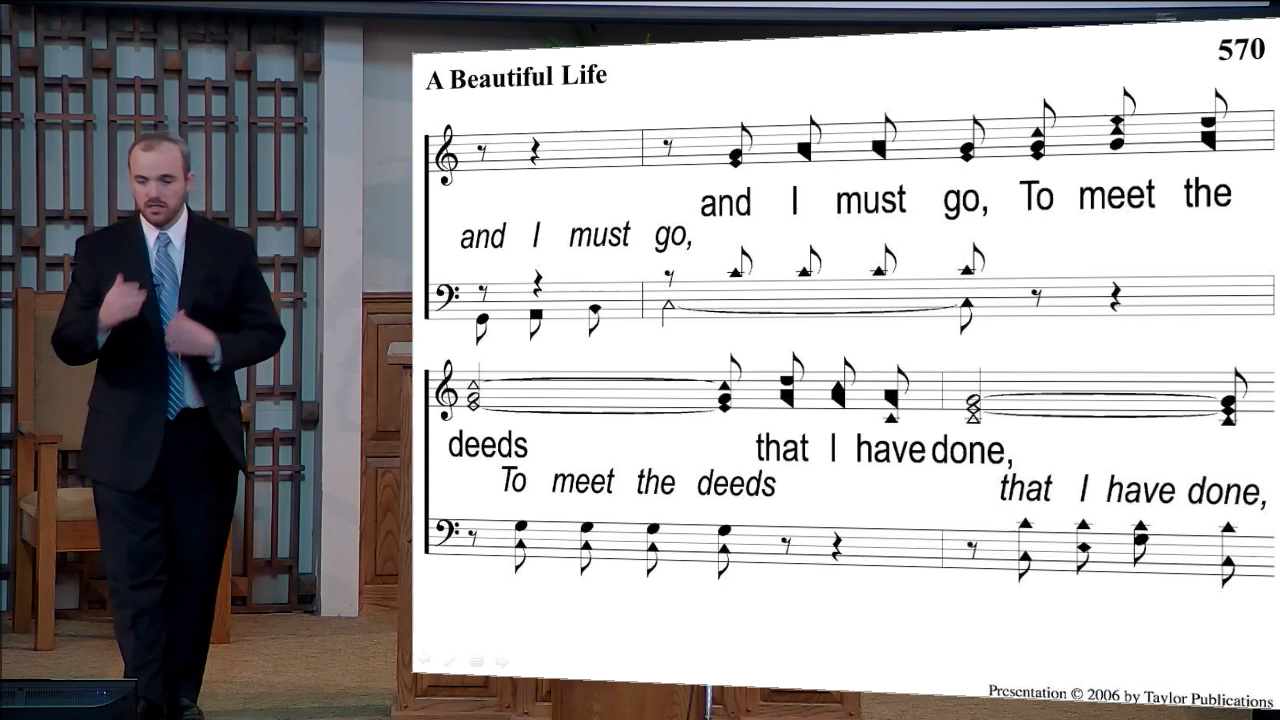 570
A Beautiful Life
and I must go, To meet the
and I must go,
deeds that I have done,
To meet the deeds that I have done,
Presentation © 2006 by Taylor Publications